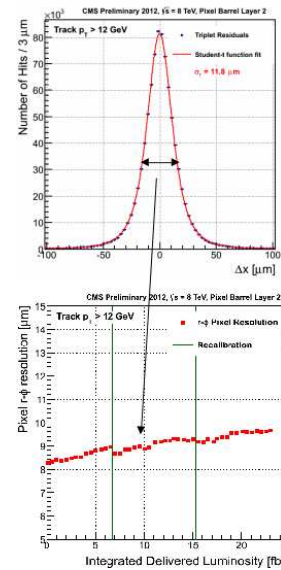 CMS Preliminary 2012, √s = 8 TeV, Pixel Barrel Layer 2
×10³
Track pT > 12 GeV
Triplet Residuals
Student-t function fit
σr = 11.8 μm
Number of Hits / 3 μm
80
70
60
50
40
30
20
10
0
-100 -50 0 50 100
Δx [μm]
CMS Preliminary 2012, √s = 8 TeV, Pixel Barrel Layer 2
Track pT > 12 GeV
r-ϕ Pixel Resolution
Recalibration
Pixel r-ϕ resolution [μm]
15
14
13
12
11
10
9
8
7
6
5
0 5 10 15 20
Integrated Delivered Luminosity [fb